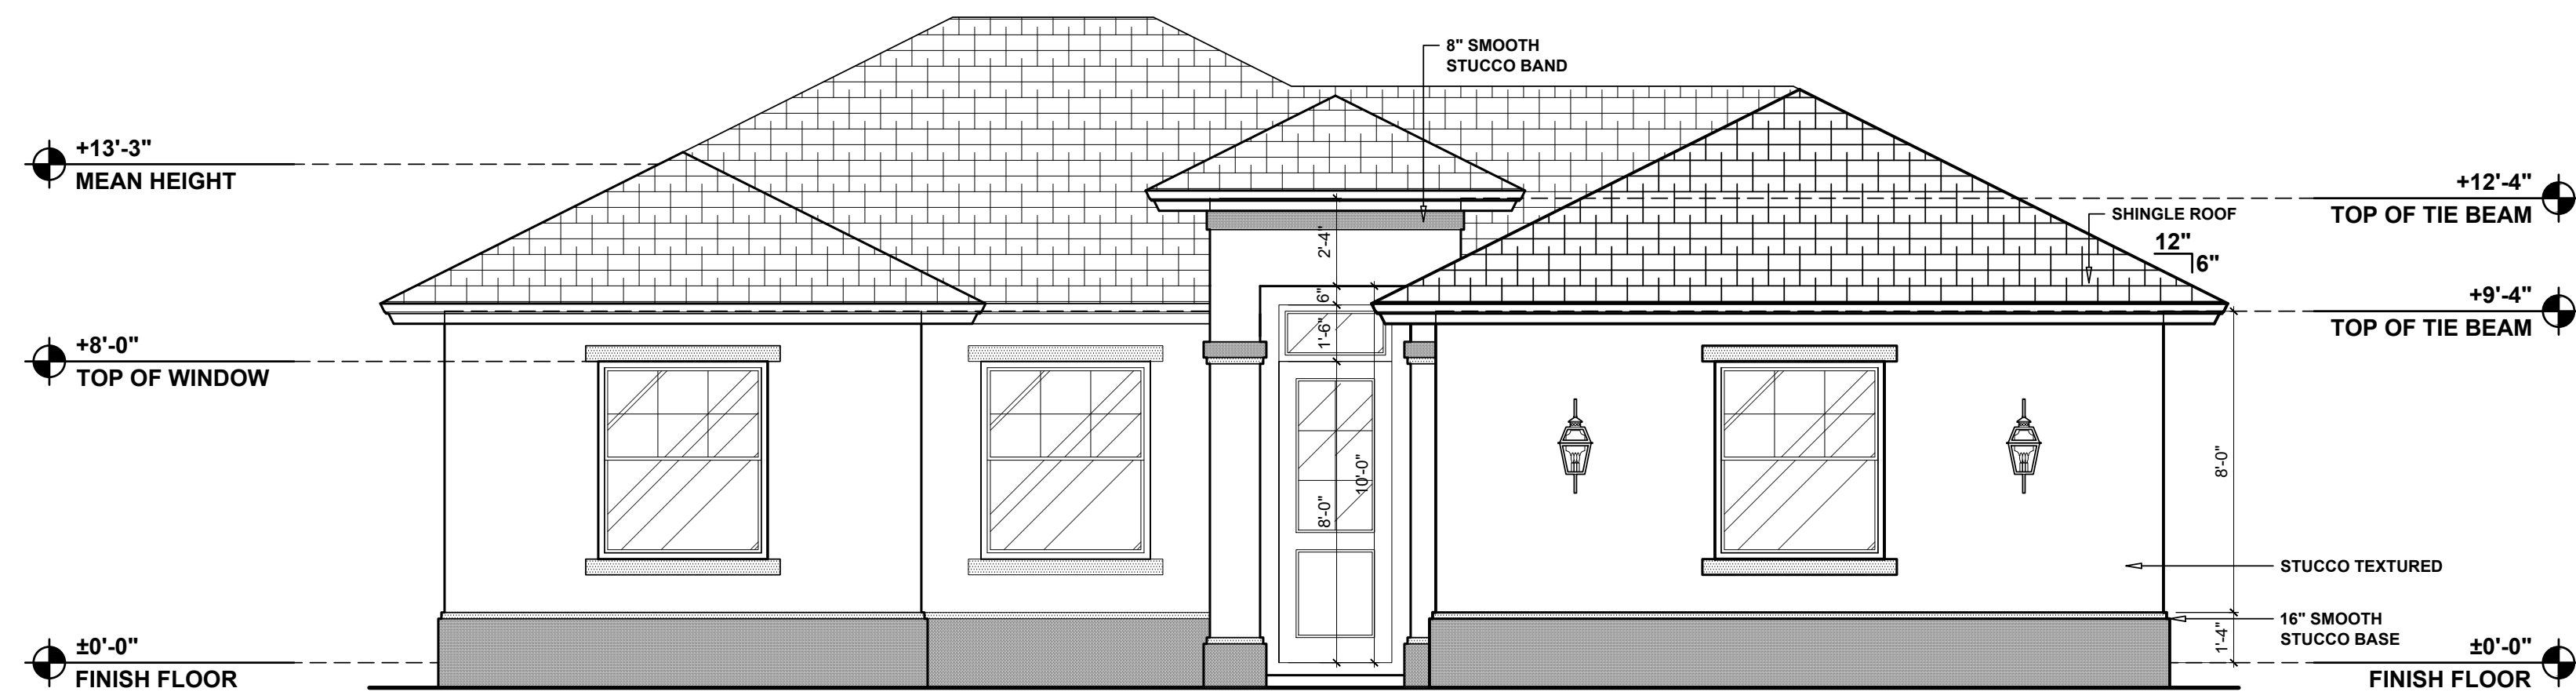 8" SMOOTH
STUCCO BAND
+13'-3"
MEAN HEIGHT
+12'-4"
TOP OF TIE BEAM
SHINGLE ROOF
12"
6"
2'-4"
6"
1'-6"
+9'-4"
TOP OF TIE BEAM
+8'-0"
TOP OF WINDOW
10'-0"
8'-0"
8'-0"
STUCCO TEXTURED
16" SMOOTH
STUCCO BASE
1'-4"
±0'-0"
FINISH FLOOR
±0'-0"
FINISH FLOOR